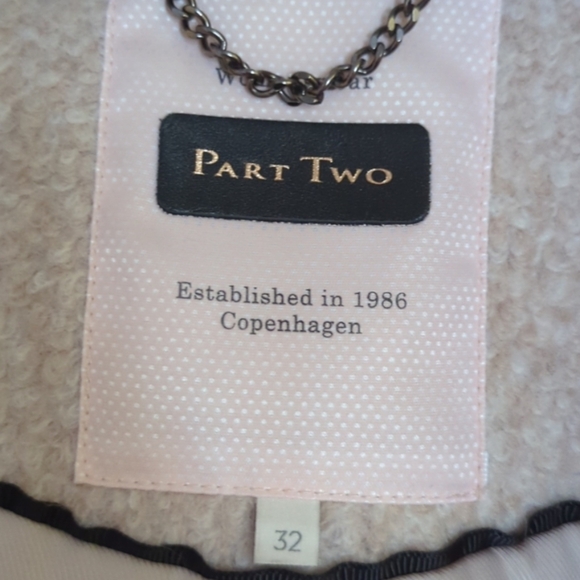 PART TWO
Established in 1986
Copenhagen
32